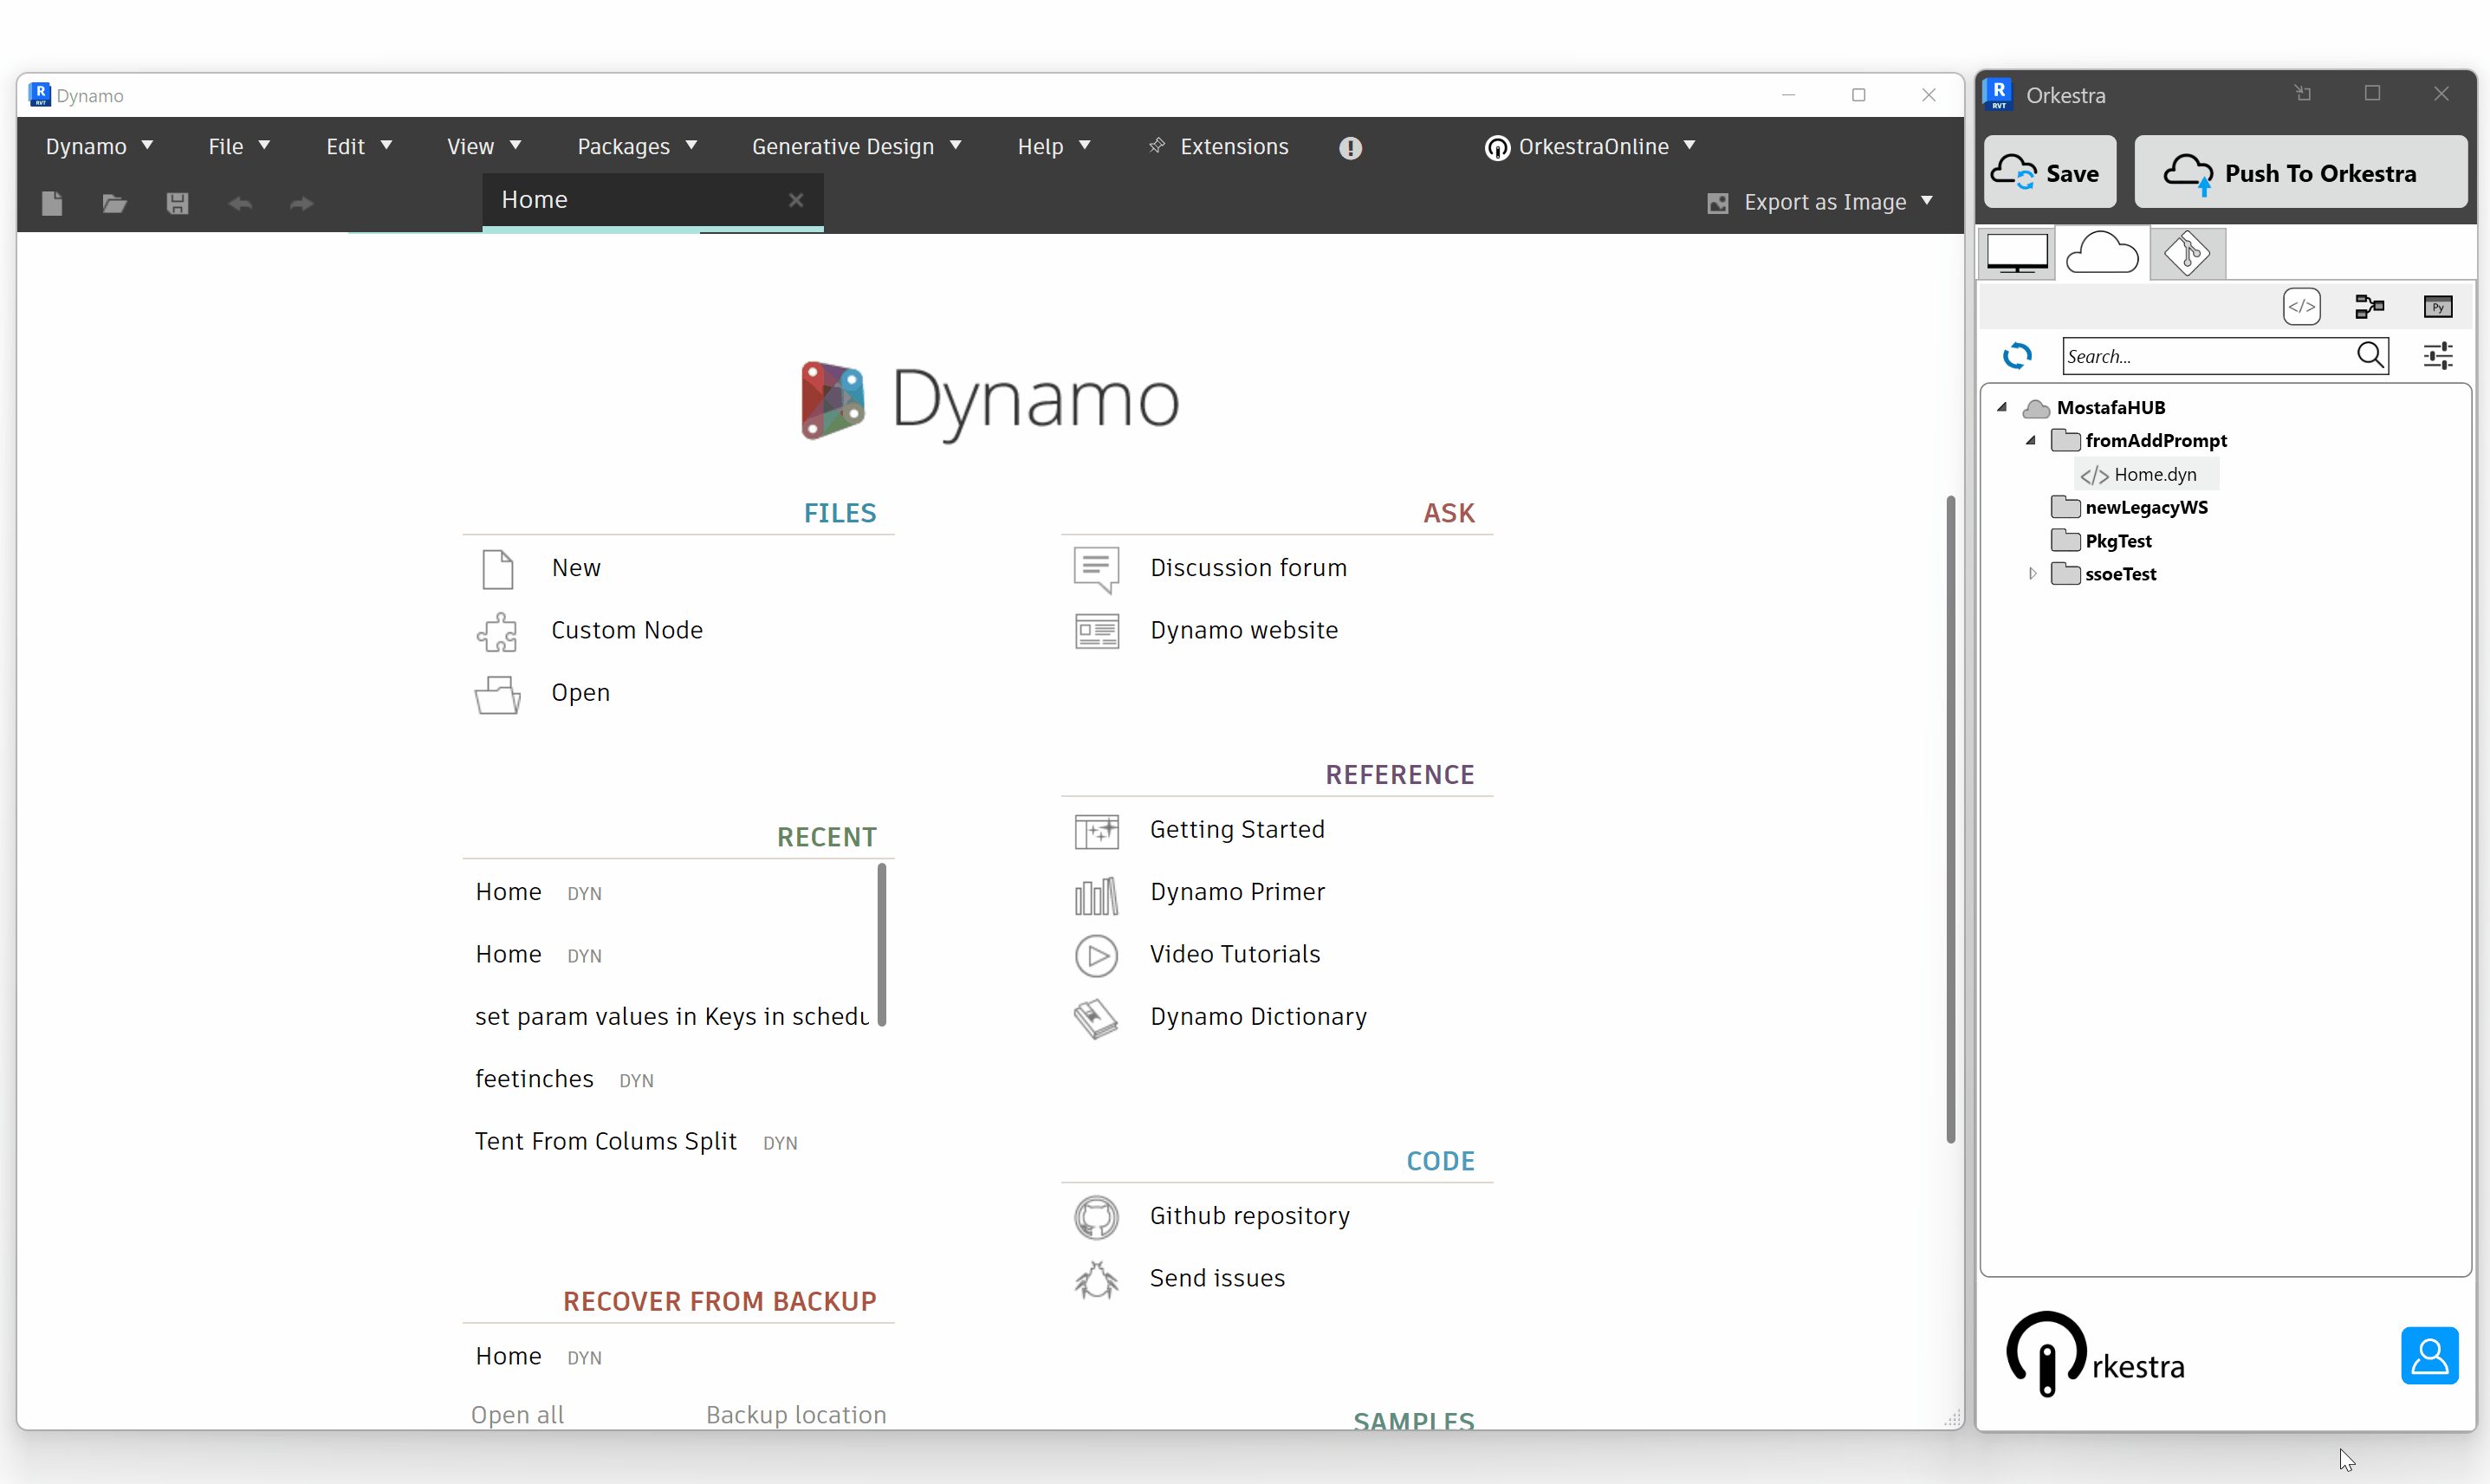 R
RVT
Dynamo
Dynamo
File
Edit
View
Packages
Generative Design
Help
Extensions
OrkestraOnline
Home
Export as Image
Dynamo
FILES
New
Custom Node
Open
RECENT
Home DYN
Home DYN
set param values in Keys in schedu
feetinches DYN
Tent From Colums Split DYN
RECOVER FROM BACKUP
Home DYN
Open all
Backup location
ASK
Discussion forum
Dynamo website
REFERENCE
Getting Started
Dynamo Primer
Video Tutorials
Dynamo Dictionary
CODE
Github repository
Send issues
SAMPLES
R
RVT
Orkestra
Save
Push To Orkestra
</>
Py
Search...
MostafaHUB
fromAddPrompt
</> Home.dyn
newLegacyWS
PkgTest
ssoeTest
rkestra